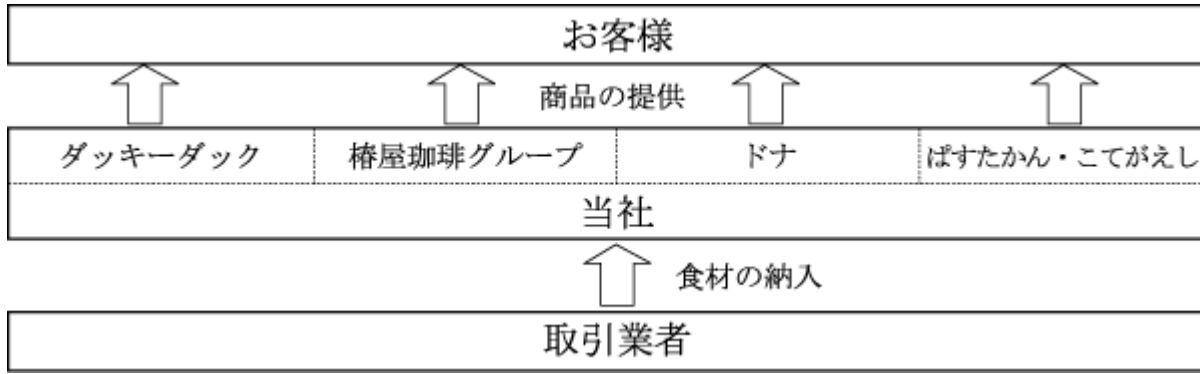 お客様
商品の提供
ダッキーダック 椿屋珈琲グループ ドナ ぱすたかん・こてがえし
当社
食材の納入
取引業者